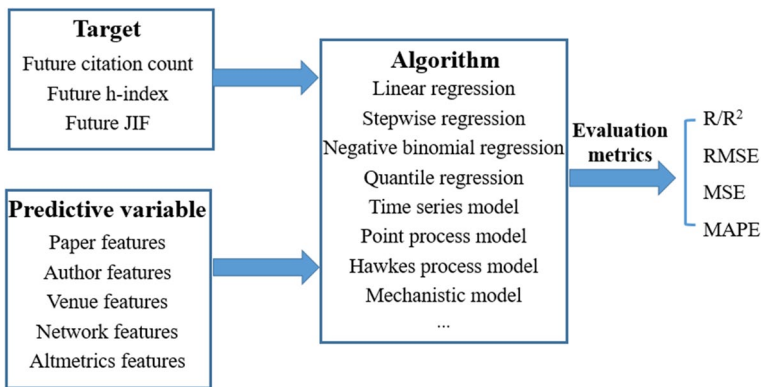 Target
Future citation count
Future h-index
Future JIF
Predictive variable
Paper features
Author features
Venue features
Network features
Altmetrics features
Algorithm
Linear regression
Stepwise regression
Negative binomial regression
Quantile regression
Time series model
Point process model
Hawkes process model
Mechanistic model
...
Evaluation
metrics
R/R²
RMSE
MSE
MAPE